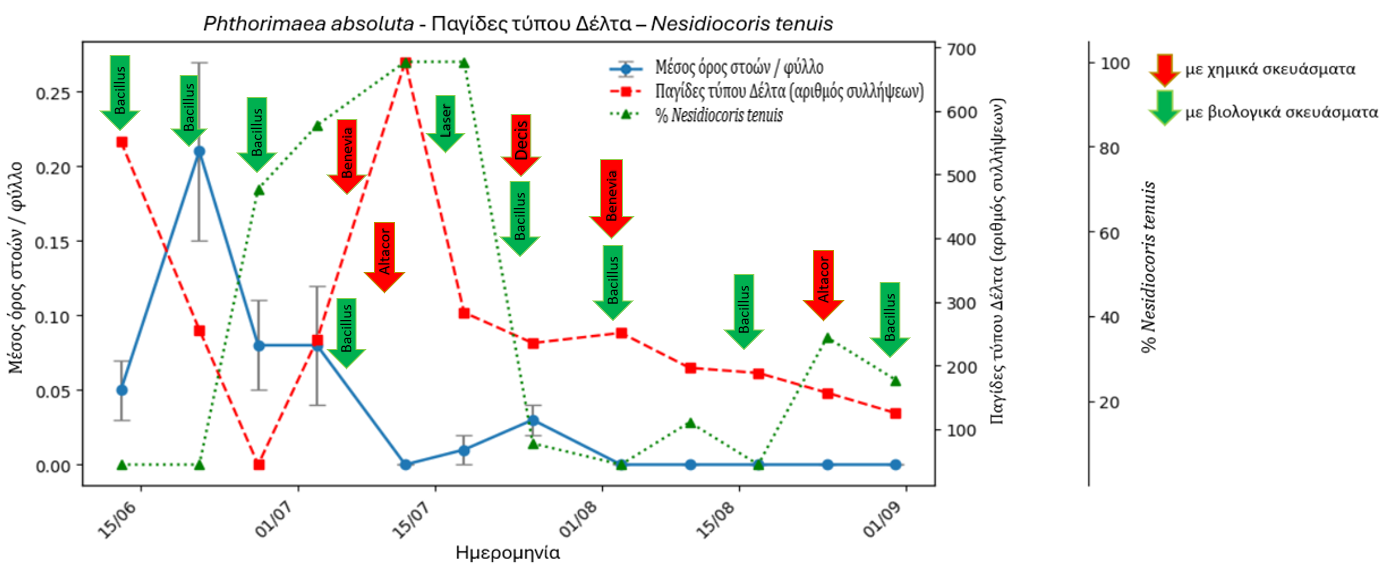 Phthorimaea absoluta - Παγίδες τύπου Δέλτα – Nesidiocoris tenuis
Μέσος όρος στοών / φύλλο
Παγίδες τύπου Δέλτα (αριθμός συλλήψεων)
% Nesidiocoris tenuis
με χημικά σκευάσματα
με βιολογικά σκευάσματα
Bacillus
Bacillus
Bacillus
Benevia
Bacillus
Altacor
Laser
Decis
Bacillus
Benevia
Bacillus
Bacillus
Altacor
Bacillus
Μέσος όρος στοών / φύλλο
0.25
0.20
0.15
0.10
0.05
0.00
700
600
500
400
300
200
100
Παγίδες τύπου Δέλτα (αριθμός συλλήψεων)
100
80
60
40
20
% Nesidiocoris tenuis
15/06
01/07
15/07
01/08
15/08
01/09
Ημερομηνία